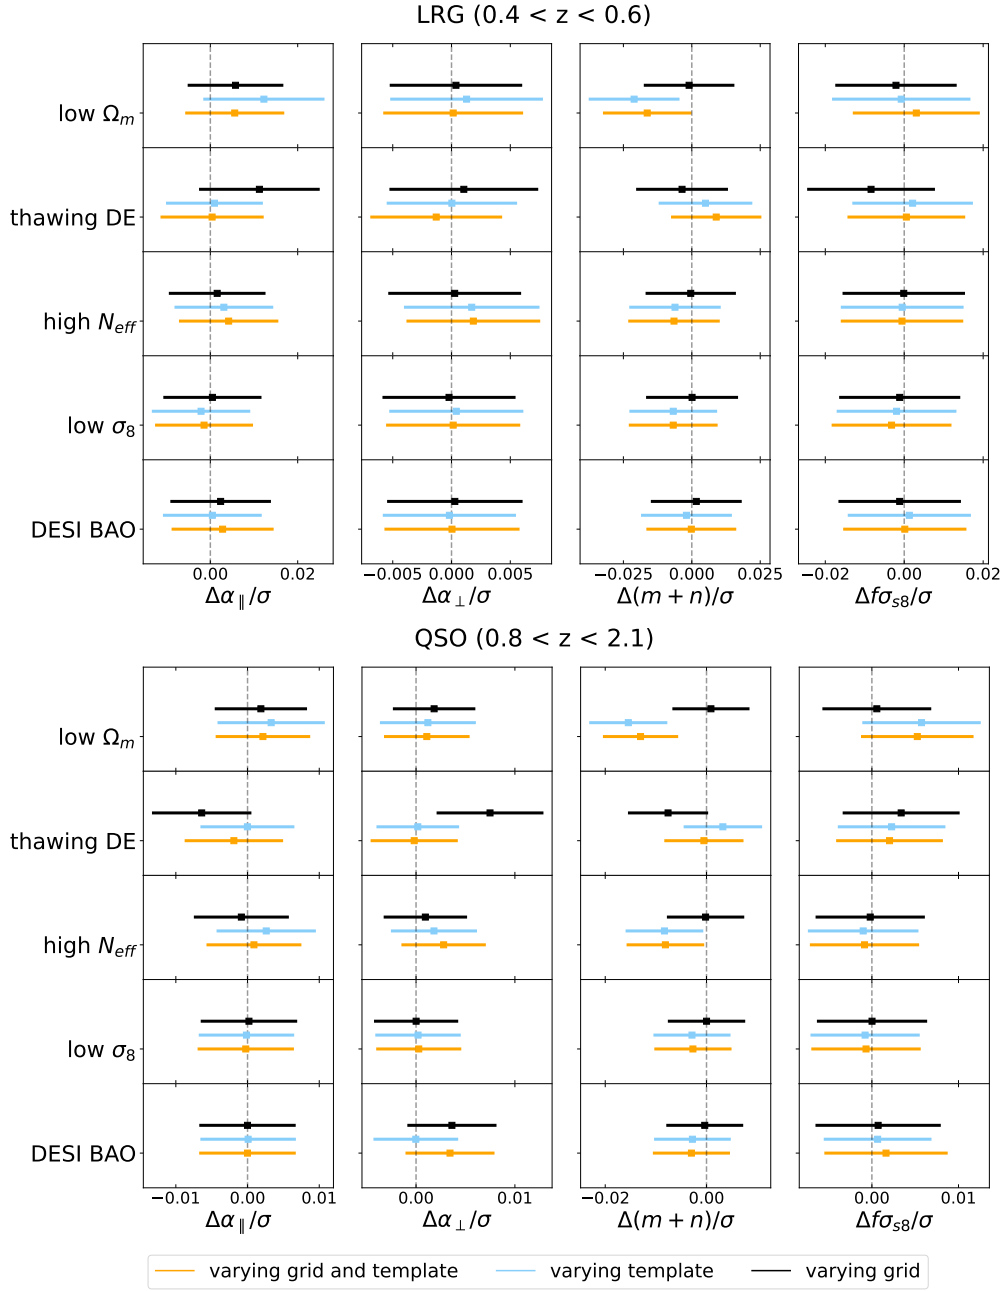 LRG (0.4 < z < 0.6)
low Ωₘ
thawing DE
high N_eff
low σ₈
DESI BAO
0.00 0.02 −0.005 0.000 0.005 −0.025 0.000 0.025 −0.02 0.00 0.02
Δα∥/σ Δα⊥/σ Δ(m + n)/σ Δfσₛ₈/σ
QSO (0.8 < z < 2.1)
low Ωₘ
thawing DE
high N_eff
low σ₈
DESI BAO
−0.01 0.00 0.01 0.00 0.01 −0.02 0.00 0.00 0.01
Δα∥/σ Δα⊥/σ Δ(m + n)/σ Δfσₛ₈/σ
varying grid and template varying template varying grid